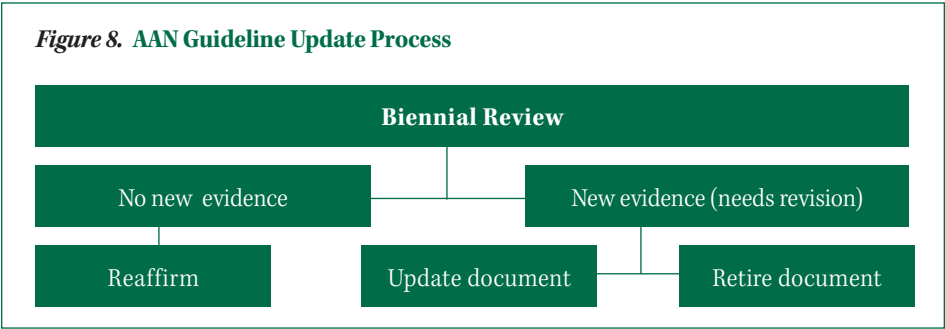 Figure 8. AAN Guideline Update Process
Biennial Review
No new evidence
New evidence (needs revision)
Reaffirm
Update document
Retire document